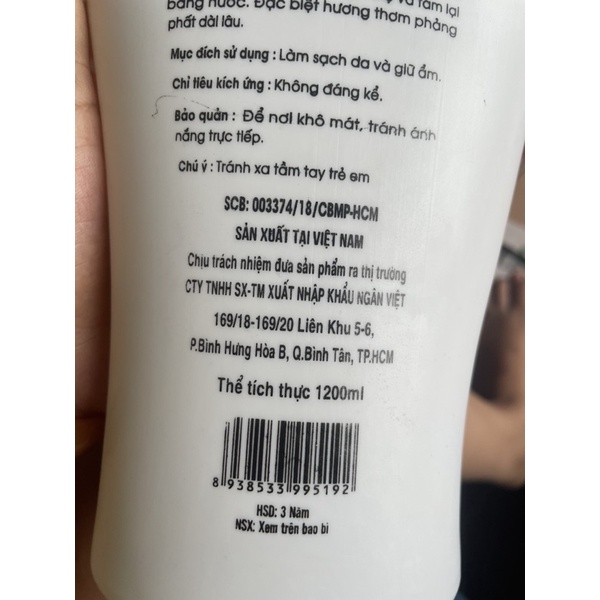 bằng nước. Đặc biệt hương thơm phảng
phất dài lâu.
Mục đích sử dụng : Làm sạch da và giữ ẩm.
Chỉ tiêu kích ứng : Không đáng kể.
Bảo quản : Để nơi khô mát, tránh ánh
nắng trực tiếp.
Chú ý : Tránh xa tầm tay trẻ em
SCB: 003374/18/CBMP-HCM
SẢN XUẤT TẠI VIỆT NAM
Chịu trách nhiệm đưa sản phẩm ra thị trường
CTY TNHH SX-TM XUẤT NHẬP KHẨU NGÂN VIỆT
169/18-169/20 Liên Khu 5-6,
P.Bình Hưng Hòa B, Q.Bình Tân, TP.HCM
Thể tích thực 1200ml
8 938533 995192
HSD: 3 Năm
NSX: Xem trên bao bì